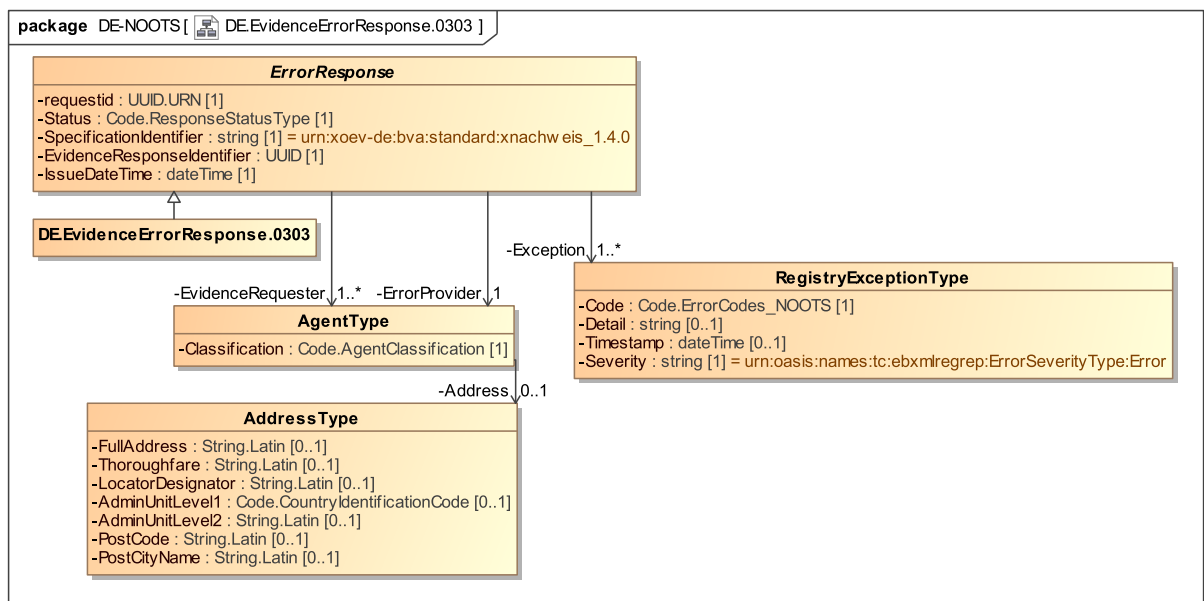 package DE-NOOTS [ DE.EvidenceErrorResponse.0303 ]
ErrorResponse
-requestid : UUID.URN [1]
-Status : Code.ResponseStatusType [1]
-SpecificationIdentifier : string [1] = urn:xoev-de:bva:standard:xnachweis_1.4.0
-EvidenceResponseIdentifier : UUID [1]
-IssueDateTime : dateTime [1]
DE.EvidenceErrorResponse.0303
-Exception 1..*
-EvidenceRequester 1..* -ErrorProvider 1
RegistryExceptionType
-Code : Code.ErrorCodes_NOOTS [1]
-Detail : string [0..1]
-Timestamp : dateTime [0..1]
-Severity : string [1] = urn:oasis:names:tc:ebxmlregrep:ErrorSeverityType:Error
AgentType
-Classification : Code.AgentClassification [1]
-Address 0..1
AddressType
-FullAddress : String.Latin [0..1]
-Thoroughfare : String.Latin [0..1]
-LocatorDesignator : String.Latin [0..1]
-AdminUnitLevel1 : Code.CountryIdentificationCode [0..1]
-AdminUnitLevel2 : String.Latin [0..1]
-PostCode : String.Latin [0..1]
-PostCityName : String.Latin [0..1]